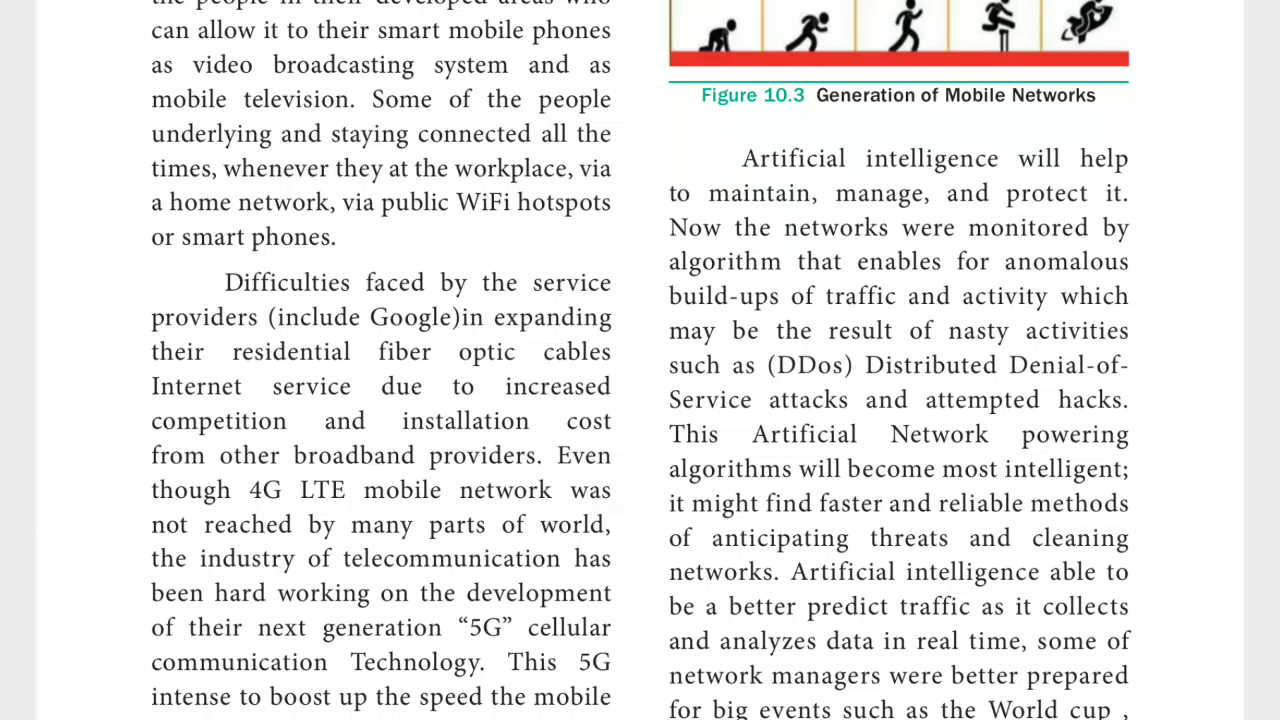 the people in their developed areas who
can allow it to their smart mobile phones
as video broadcasting system and as
mobile television. Some of the people
underlying and staying connected all the
times, whenever they at the workplace, via
a home network, via public WiFi hotspots
or smart phones.
Difficulties faced by the service
providers (include Google)in expanding
their residential fiber optic cables
Internet service due to increased
competition and installation cost
from other broadband providers. Even
though 4G LTE mobile network was
not reached by many parts of world,
the industry of telecommunication has
been hard working on the development
of their next generation “5G” cellular
communication Technology. This 5G
intense to boost up the speed the mobile
Figure 10.3 Generation of Mobile Networks
Artificial intelligence will help
to maintain, manage, and protect it.
Now the networks were monitored by
algorithm that enables for anomalous
build-ups of traffic and activity which
may be the result of nasty activities
such as (DDos) Distributed Denial-of-
Service attacks and attempted hacks.
This Artificial Network powering
algorithms will become most intelligent;
it might find faster and reliable methods
of anticipating threats and cleaning
networks. Artificial intelligence able to
be a better predict traffic as it collects
and analyzes data in real time, some of
network managers were better prepared
for big events such as the World cup ,